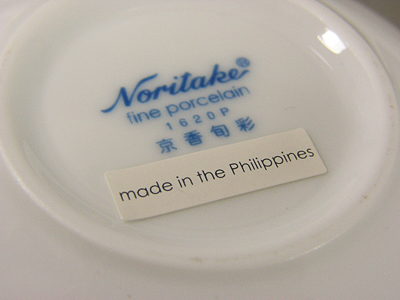 Noritake®
fine porcelain
1620P
京香旬彩
made in the Philippines